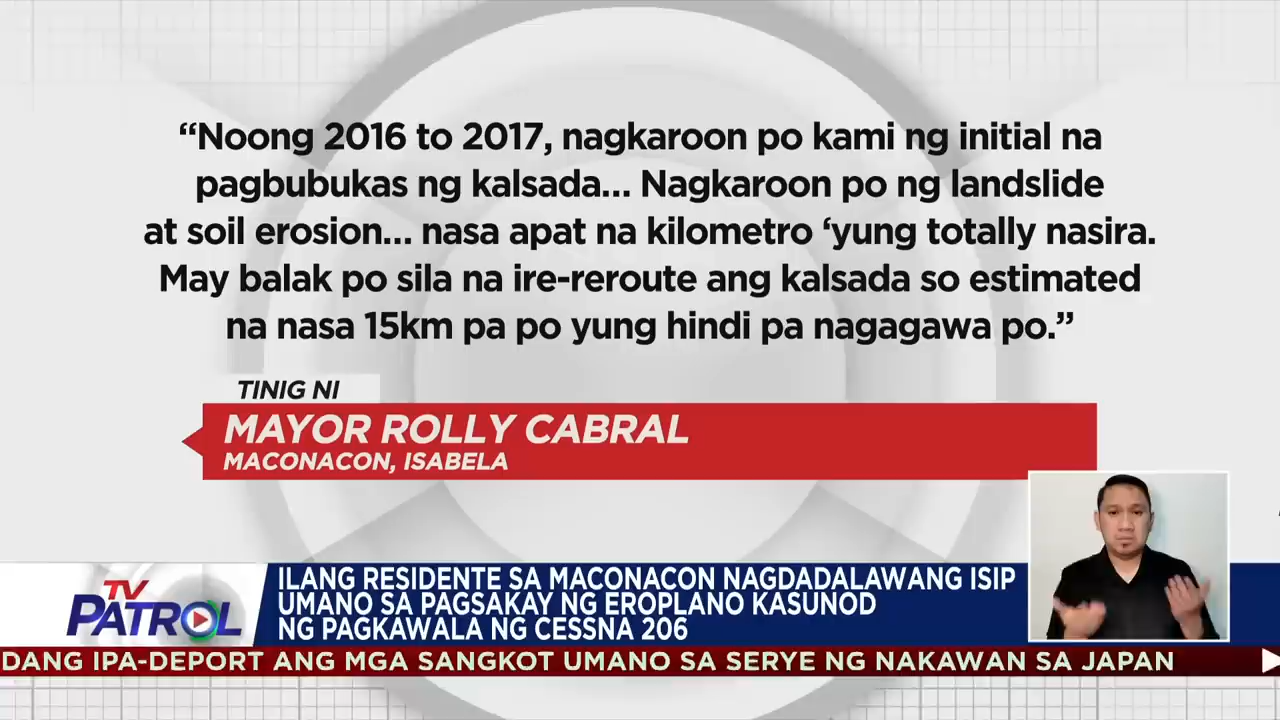 “Noong 2016 to 2017, nagkaroon po kami ng initial na
pagbubukas ng kalsada... Nagkaroon po ng landslide
at soil erosion... nasa apat na kilometro ‘yung totally nasira.
May balak po sila na ire-reroute ang kalsada so estimated
na nasa 15km pa po yung hindi pa nagagawa po.”
TINIG NI
MAYOR ROLLY CABRAL
MACONACON, ISABELA
TV PATROL
ILANG RESIDENTE SA MACONACON NAGDADALAWANG ISIP
UMANO SA PAGSAKAY NG EROPLANO KASUNOD
NG PAGKAWALA NG CESSNA 206
DANG IPA-DEPORT ANG MGA SANGKOT UMANO SA SERYE NG NAKAWAN SA JAPAN